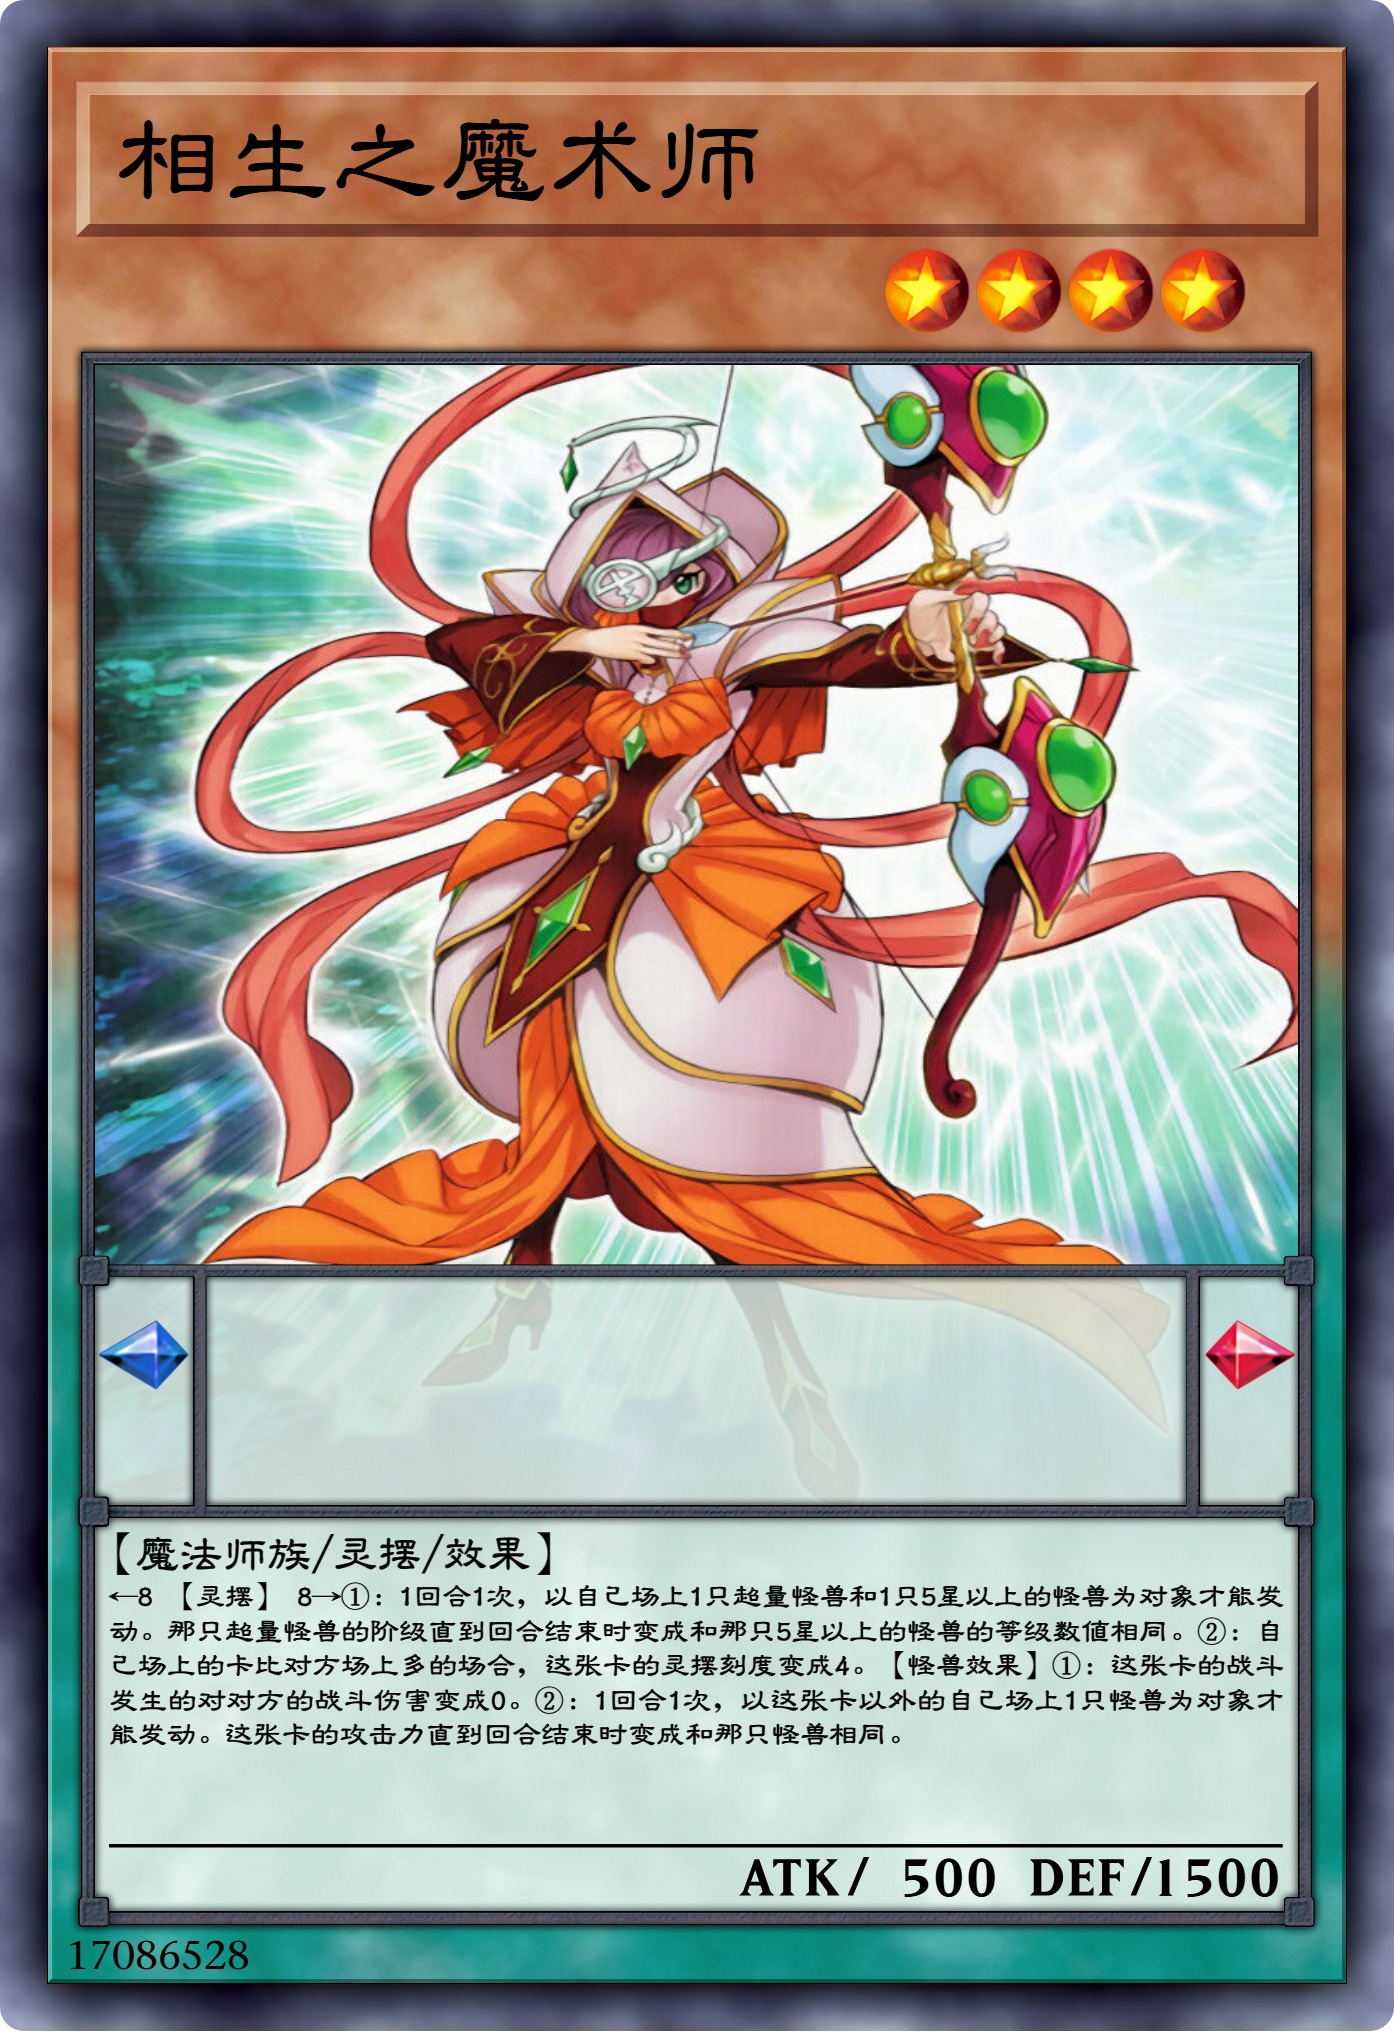 相生之魔术师
【魔法师族/灵摆/效果】
←8 【灵摆】 8→①：1回合1次，以自己场上1只超量怪兽和1只5星以上的怪兽为对象才能发
动。那只超量怪兽的阶级直到回合结束时变成和那只5星以上的怪兽的等级数值相同。②：自
己场上的卡比对方场上多的场合，这张卡的灵摆刻度变成4。【怪兽效果】①：这张卡的战斗
发生的对对方的战斗伤害变成0。②：1回合1次，以这张卡以外的自己场上1只怪兽为对象才
能发动。这张卡的攻击力直到回合结束时变成和那只怪兽相同。
ATK/ 500 DEF/1500
17086528